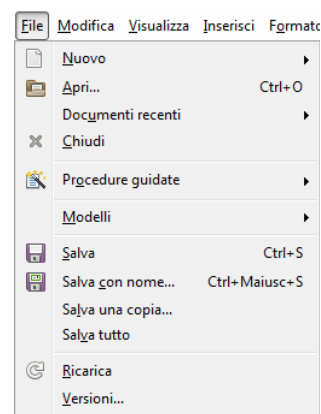 File Modifica Visualizza Inserisci Formato
Nuovo
Apri... Ctrl+O
Documenti recenti
Chiudi
Procedure guidate
Modelli
Salva Ctrl+S
Salva con nome... Ctrl+Maiusc+S
Salva una copia...
Salva tutto
Ricarica
Versioni...